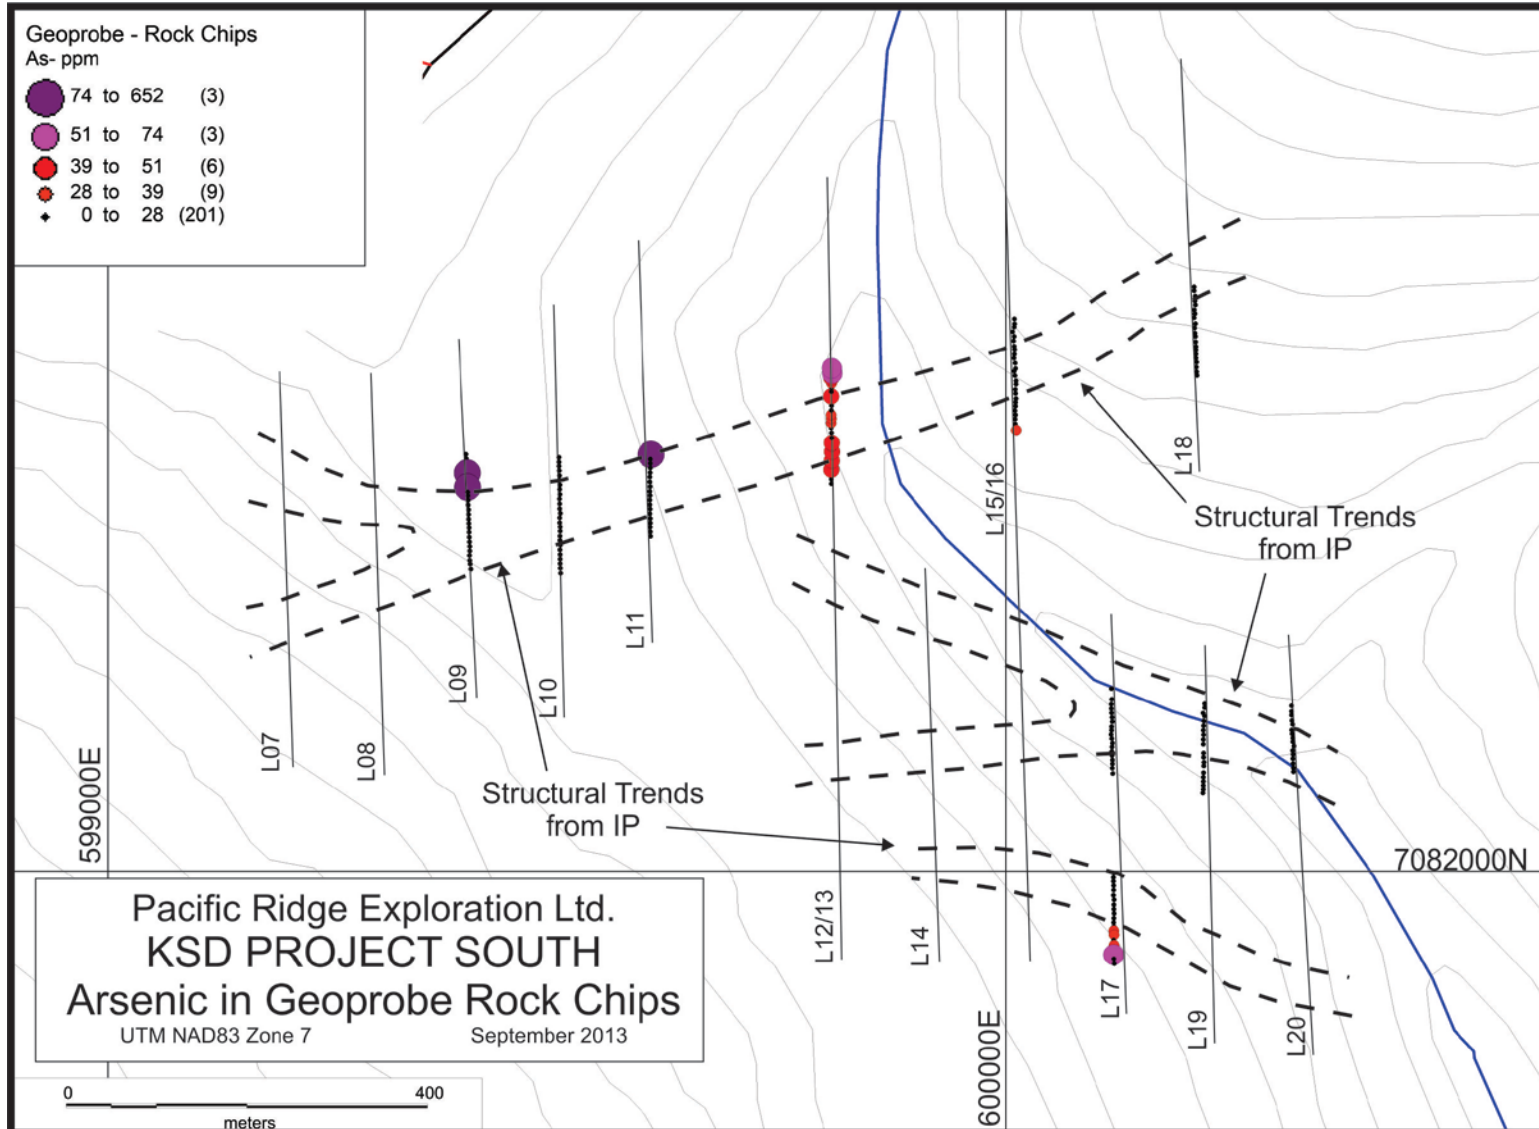 Geoprobe - Rock Chips
As- ppm
74 to 652 (3)
51 to 74 (3)
39 to 51 (6)
28 to 39 (9)
0 to 28 (201)
L18
L15/16
Structural Trends
from IP
L11
L09
L10
L07
L08
599000E
Structural Trends
from IP
7082000N
L12/13
L14
L17
L19
L20
600000E
Pacific Ridge Exploration Ltd.
KSD PROJECT SOUTH
Arsenic in Geoprobe Rock Chips
UTM NAD83 Zone 7 September 2013
0 400
meters